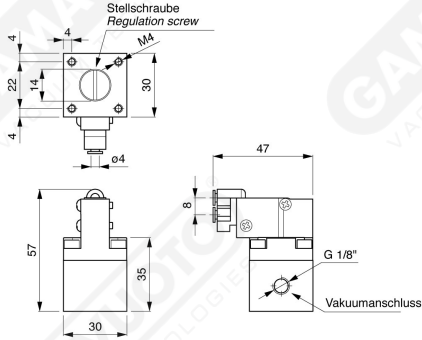 Stellschraube
Regulation screw
4
4
M4
22
14
30
4
ø4
47
57
8
35
G 1/8"
30
Vakuumanschluss